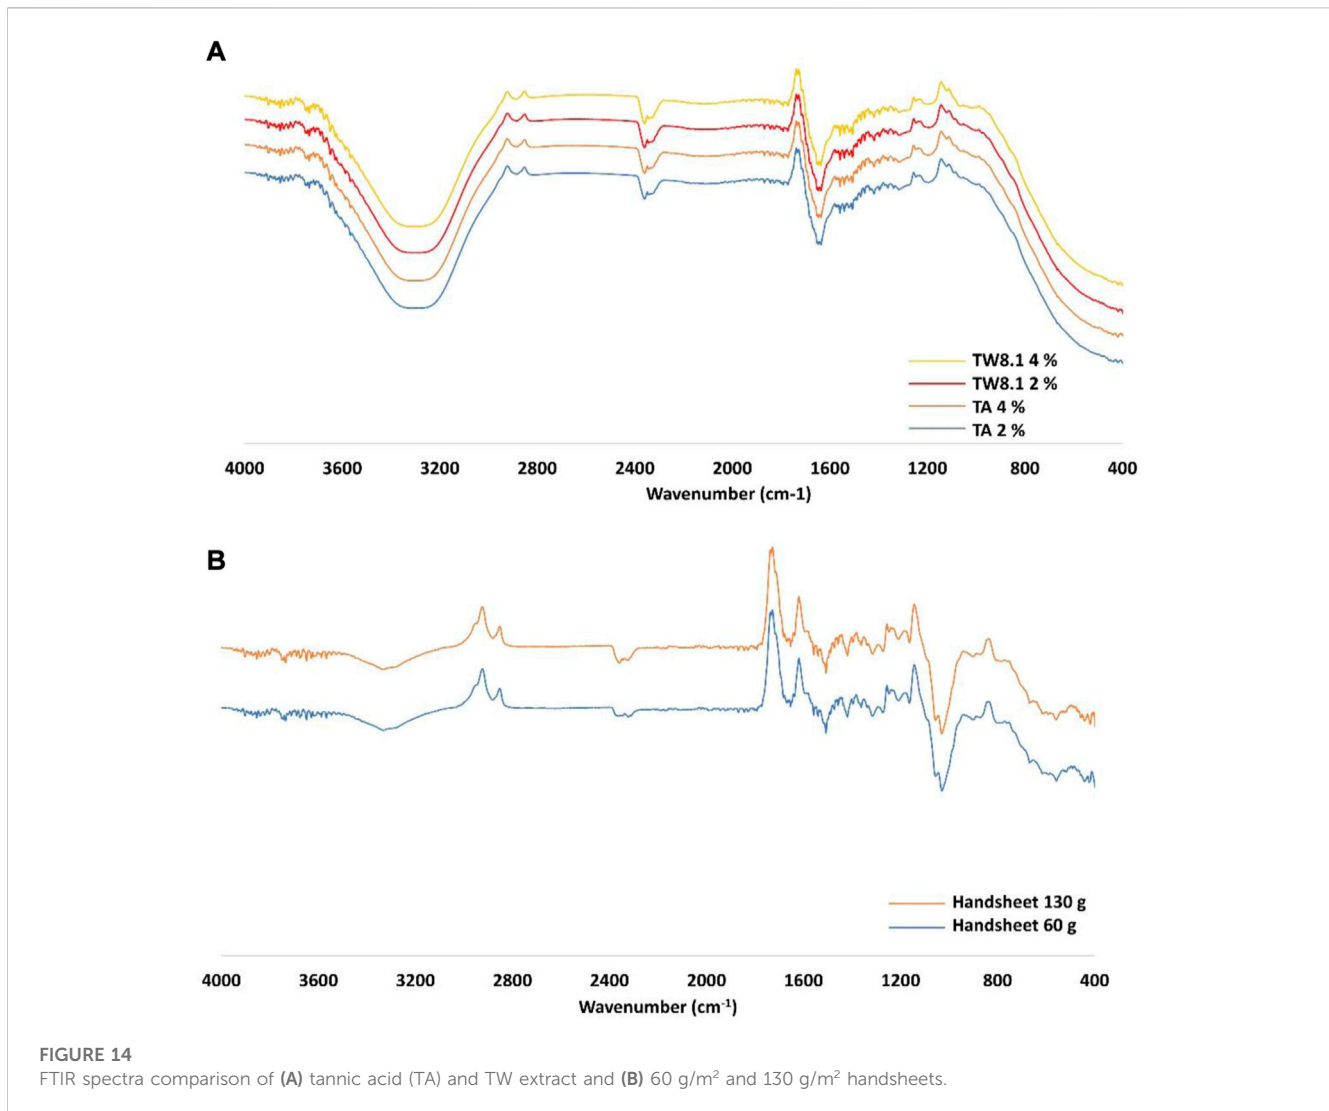 A
TW8.1 4 %
TW8.1 2 %
TA 4 %
TA 2 %
4000 3600 3200 2800 2400 2000 1600 1200 800 400
Wavenumber (cm-1)
B
Handsheet 130 g
Handsheet 60 g
4000 3600 3200 2800 2400 2000 1600 1200 800 400
Wavenumber (cm⁻¹)
FIGURE 14
FTIR spectra comparison of (A) tannic acid (TA) and TW extract and (B) 60 g/m² and 130 g/m² handsheets.